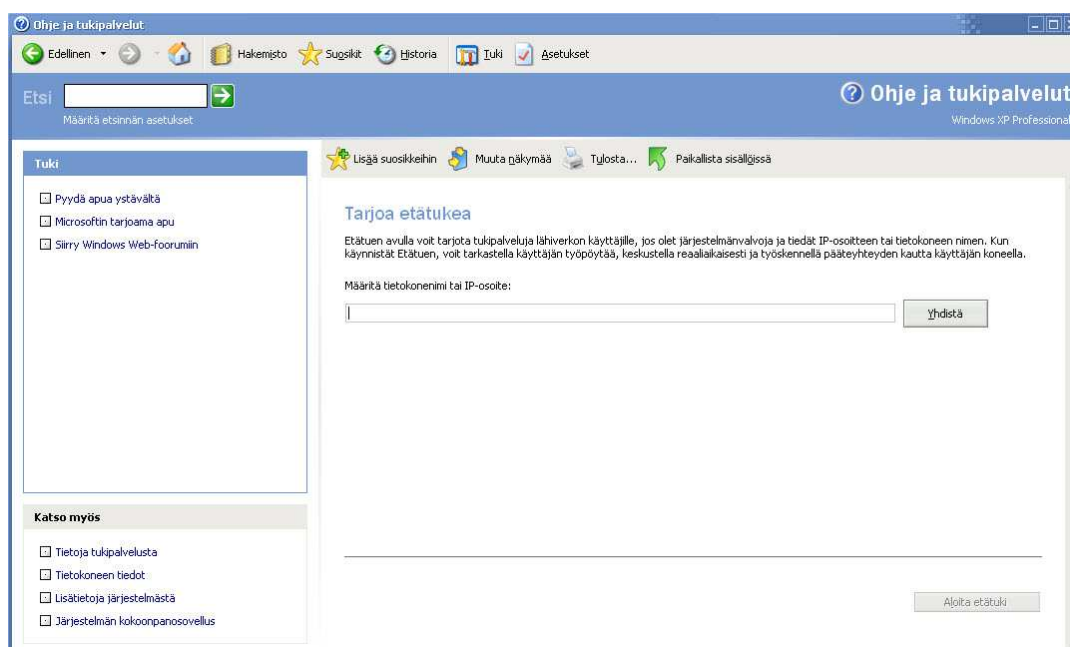 Ohje ja tukipalvelut
Edellinen Hakemisto Suosikit Historia Tuki Asetukset
Etsi
Määritä etsinnän asetukset
Ohje ja tukipalvelut
Windows XP Professional
Tuki
Pyydä apua ystävältä
Microsoftin tarjoama apu
Siirry Windows Web-foorumiin
Katso myös
Tietoja tukipalvelusta
Tietokoneen tiedot
Lisätietoja järjestelmästä
Järjestelmän kokoonpanosovellus
Lisää suosikkeihin Muuta näkymää Tulosta... Paikallista sisällöissä
Tarjoa etätukea
Etätuen avulla voit tarjota tukipalveluja lähiverkon käyttäjille, jos olet järjestelmänvalvoja ja tiedät IP-osoitteen tai tietokoneen nimen. Kun
käynnistät Etätuen, voit tarkastella käyttäjän työpöytää, keskustella reaaliaikaisesti ja työskennellä pääteyhteyden kautta käyttäjän koneella.
Määritä tietokonenimi tai IP-osoite:
Yhdistä
Aloita etätuki